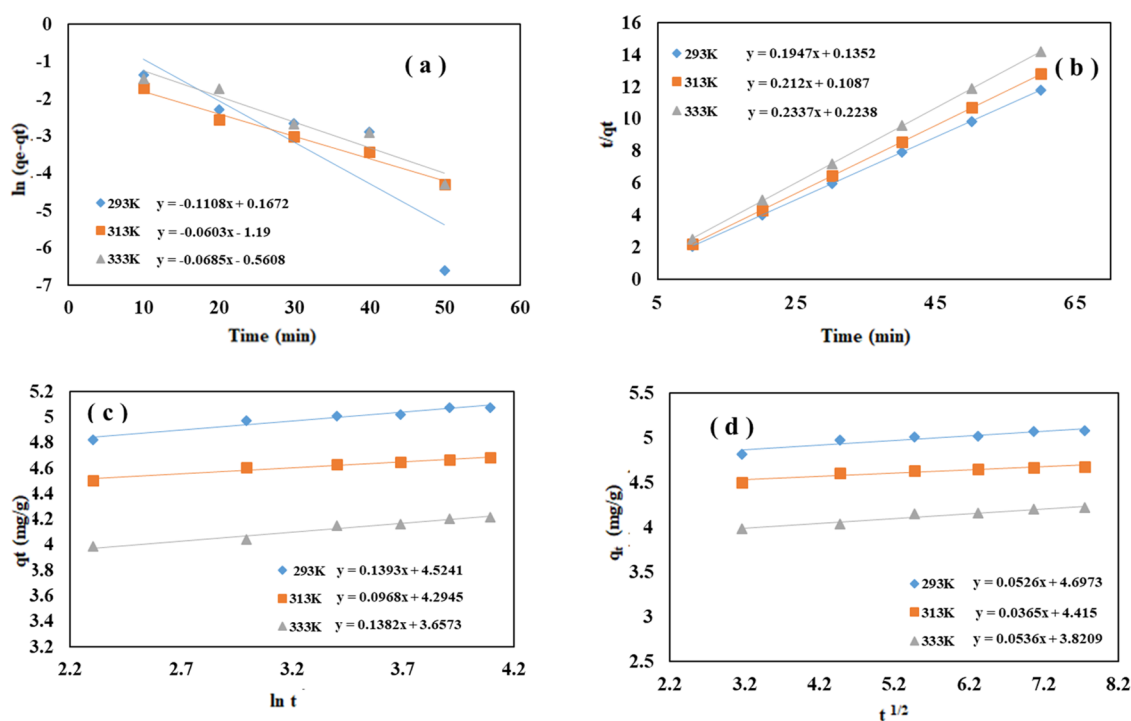 ( a )
0
-1
-2
-3
-4
-5
-6
-7
ln (qe-qt)
293K y = -0.1108x + 0.1672
313K y = -0.0603x - 1.19
333K y = -0.0685x - 0.5608
0 10 20 30 40 50 60
Time (min)
( b )
16
14
12
10
8
6
4
2
0
t/qt
293K y = 0.1947x + 0.1352
313K y = 0.212x + 0.1087
333K y = 0.2337x + 0.2238
5 25 45 65
Time (min)
( c )
5.2
5
4.8
4.6
4.4
4.2
4
3.8
3.6
3.4
3.2
qt (mg/g)
293K y = 0.1393x + 4.5241
313K y = 0.0968x + 4.2945
333K y = 0.1382x + 3.6573
2.2 2.7 3.2 3.7 4.2
ln t
( d )
5.5
5
4.5
4
3.5
3
2.5
qt (mg/g)
293K y = 0.0526x + 4.6973
313K y = 0.0365x + 4.415
333K y = 0.0536x + 3.8209
2.2 3.2 4.2 5.2 6.2 7.2 8.2
t 1/2